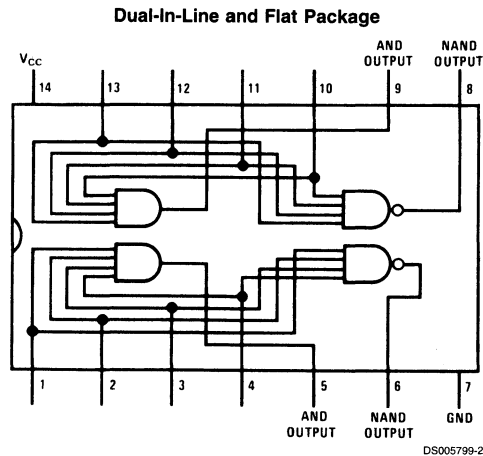 Dual-In-Line and Flat Package
VCC
AND
OUTPUT
NAND
OUTPUT
14 13 12 11 10 9 8
1 2 3 4 5 6 7
AND
OUTPUT
NAND
OUTPUT
GND
DS005799-2